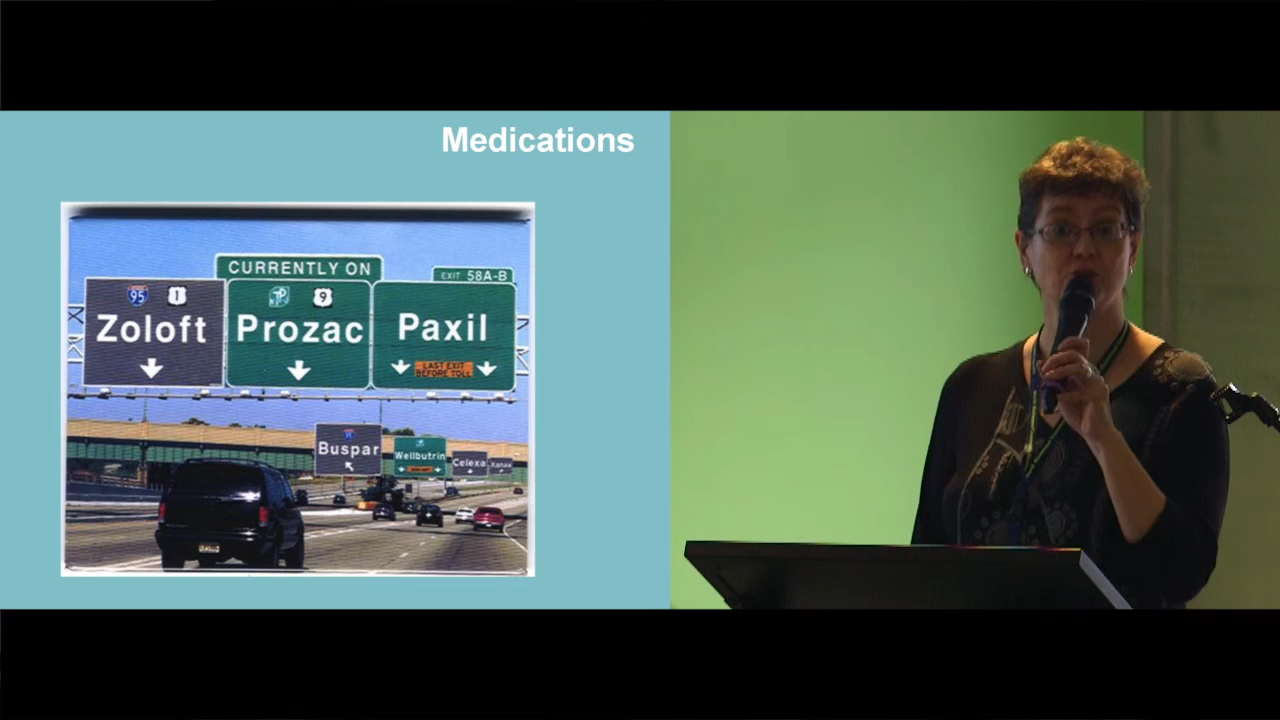 Medications
CURRENTLY ON
EXIT 58A-B
95
1
9
Zoloft
Prozac
Paxil
LAST EXIT
BEFORE TOLL
Buspar
Wellbutrin
Celexa
Xanax